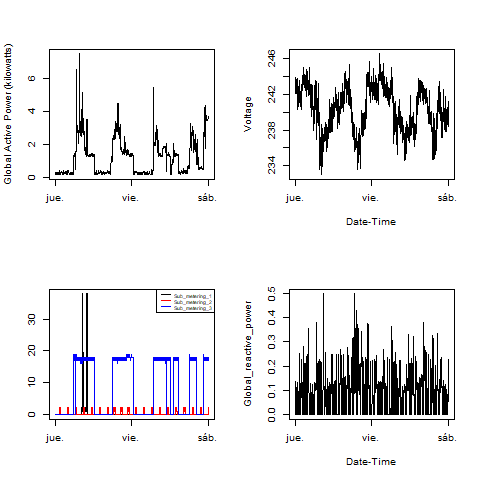 Global Active Power (kilowatts)
0 2 4 6
jue. vie. sáb.
Voltage
234 238 242 246
jue. vie. sáb.
Date-Time
0 10 20 30
Sub_metering_1
Sub_metering_2
Sub_metering_3
jue. vie. sáb.
Global_reactive_power
0.0 0.1 0.2 0.3 0.4 0.5
jue. vie. sáb.
Date-Time